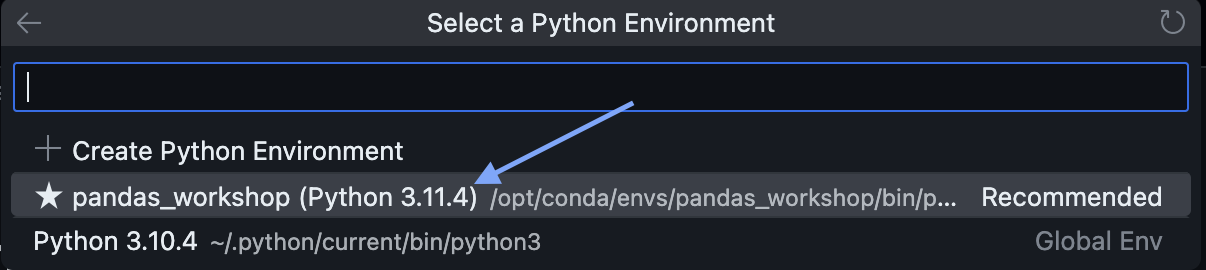 Select a Python Environment
Create Python Environment
pandas_workshop (Python 3.11.4) /opt/conda/envs/pandas_workshop/bin/p... Recommended
Python 3.10.4 ~/.python/current/bin/python3 Global Env